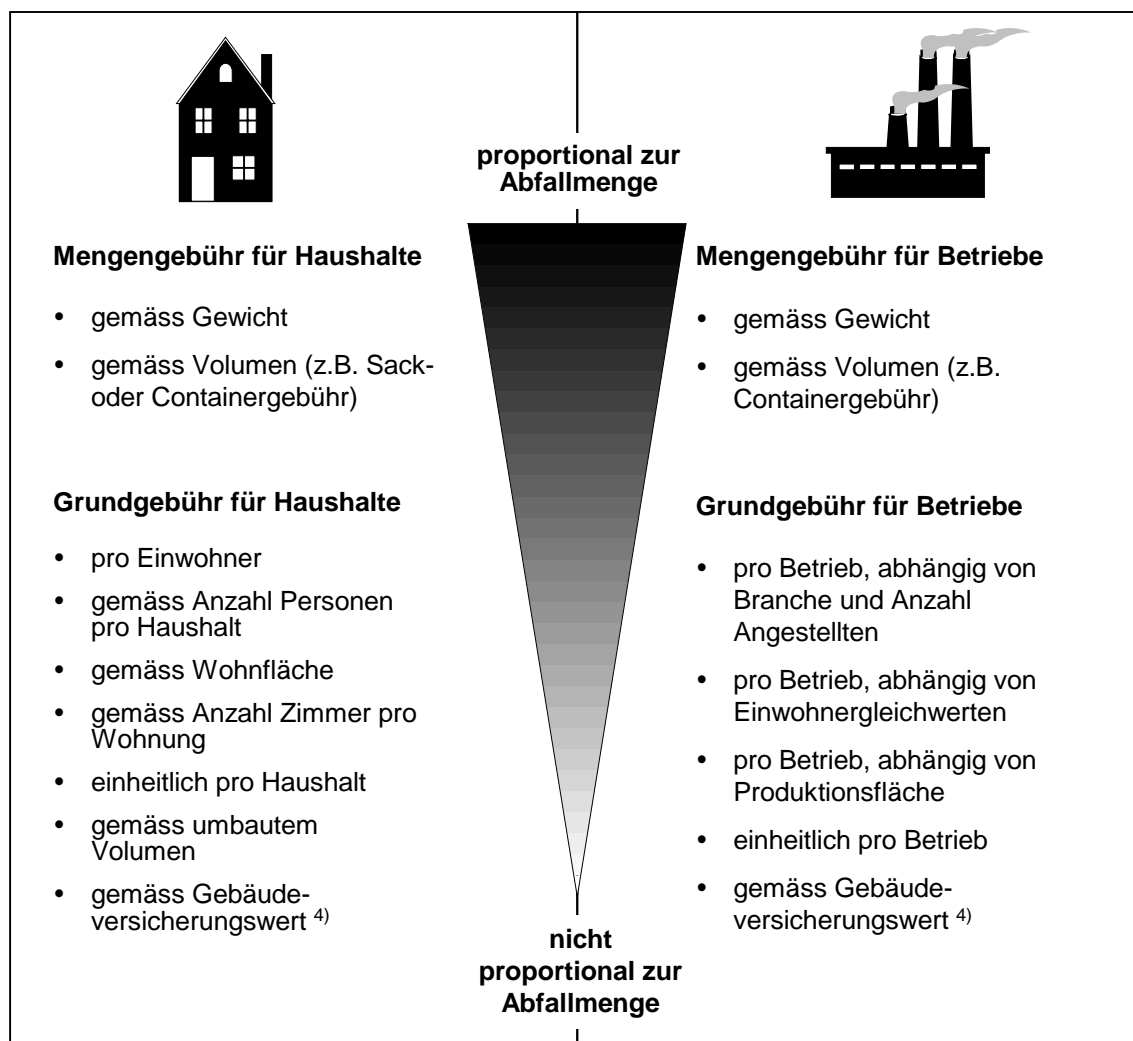 proportional zur
Abfallmenge
Mengengebühr für Haushalte
• gemäss Gewicht
• gemäss Volumen (z.B. Sack-
oder Containergebühr)
Grundgebühr für Haushalte
• pro Einwohner
• gemäss Anzahl Personen
pro Haushalt
• gemäss Wohnfläche
• gemäss Anzahl Zimmer pro
Wohnung
• einheitlich pro Haushalt
• gemäss umbautem
Volumen
• gemäss Gebäude-
versicherungswert 4)
Mengengebühr für Betriebe
• gemäss Gewicht
• gemäss Volumen (z.B.
Containergebühr)
Grundgebühr für Betriebe
• pro Betrieb, abhängig von
Branche und Anzahl
Angestellten
• pro Betrieb, abhängig von
Einwohnergleichwerten
• pro Betrieb, abhängig von
Produktionsfläche
• einheitlich pro Betrieb
• gemäss Gebäude-
versicherungswert 4)
nicht
proportional zur
Abfallmenge